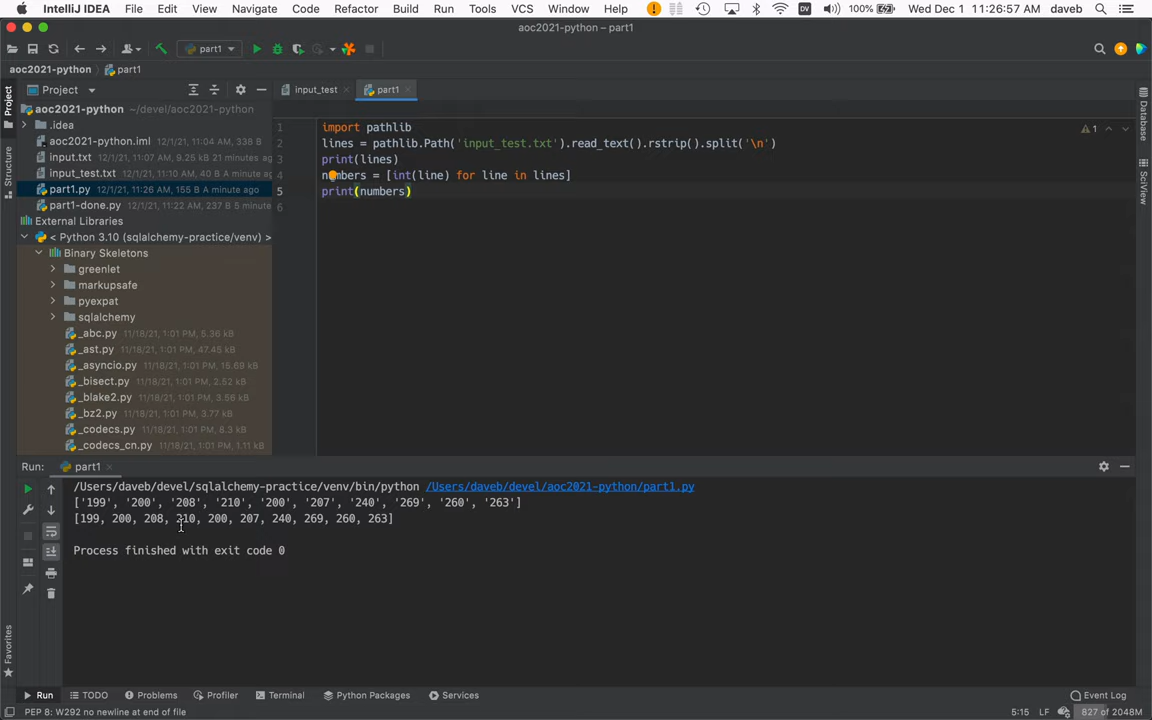 IntelliJ IDEA File Edit View Navigate Code Refactor Build Run Tools VCS Window Help 100% Wed Dec 1 11:26:57 AM daveb
aoc2021-python – part1
part1
aoc2021-python part1
Project
input_test
part1
Project
Structure
Favorites
Database
SciView
aoc2021-python ~/devel/aoc2021-python
.idea
aoc2021-python.iml 12/1/21, 11:04 AM, 338 B
input.txt 12/1/21, 11:07 AM, 9.25 kB 21 minutes ag
input_test.txt 12/1/21, 11:10 AM, 40 B A minute ag
part1.py 12/1/21, 11:26 AM, 155 B A minute ago
part1-done.py 12/1/21, 11:22 AM, 237 B 5 minute
External Libraries
< Python 3.10 (sqlalchemy-practice/venv) >
Binary Skeletons
greenlet
markupsafe
pyexpat
sqlalchemy
_abc.py 11/18/21, 1:01 PM, 5.36 kB
_ast.py 11/18/21, 1:01 PM, 47.45 kB
_asyncio.py 11/18/21, 1:01 PM, 15.69 kB
_bisect.py 11/18/21, 1:01 PM, 2.52 kB
_blake2.py 11/18/21, 1:01 PM, 3.56 kB
_bz2.py 11/18/21, 1:01 PM, 3.77 kB
_codecs.py 11/18/21, 1:01 PM, 8.3 kB
_codecs_cn.py 11/18/21, 1:01 PM, 1.11 kB
1 import pathlib
2 lines = pathlib.Path('input_test.txt').read_text().rstrip().split('\n')
3 print(lines)
4 numbers = [int(line) for line in lines]
5 print(numbers)
6
1
Run: part1
/Users/daveb/devel/sqlalchemy-practice/venv/bin/python /Users/daveb/devel/aoc2021-python/part1.py
['199', '200', '208', '210', '200', '207', '240', '269', '260', '263']
[199, 200, 208, 210, 200, 207, 240, 269, 260, 263]
Process finished with exit code 0
Run TODO Problems Profiler Terminal Python Packages Services Event Log
PEP 8: W292 no newline at end of file 5:15 LF 827 of 2048M